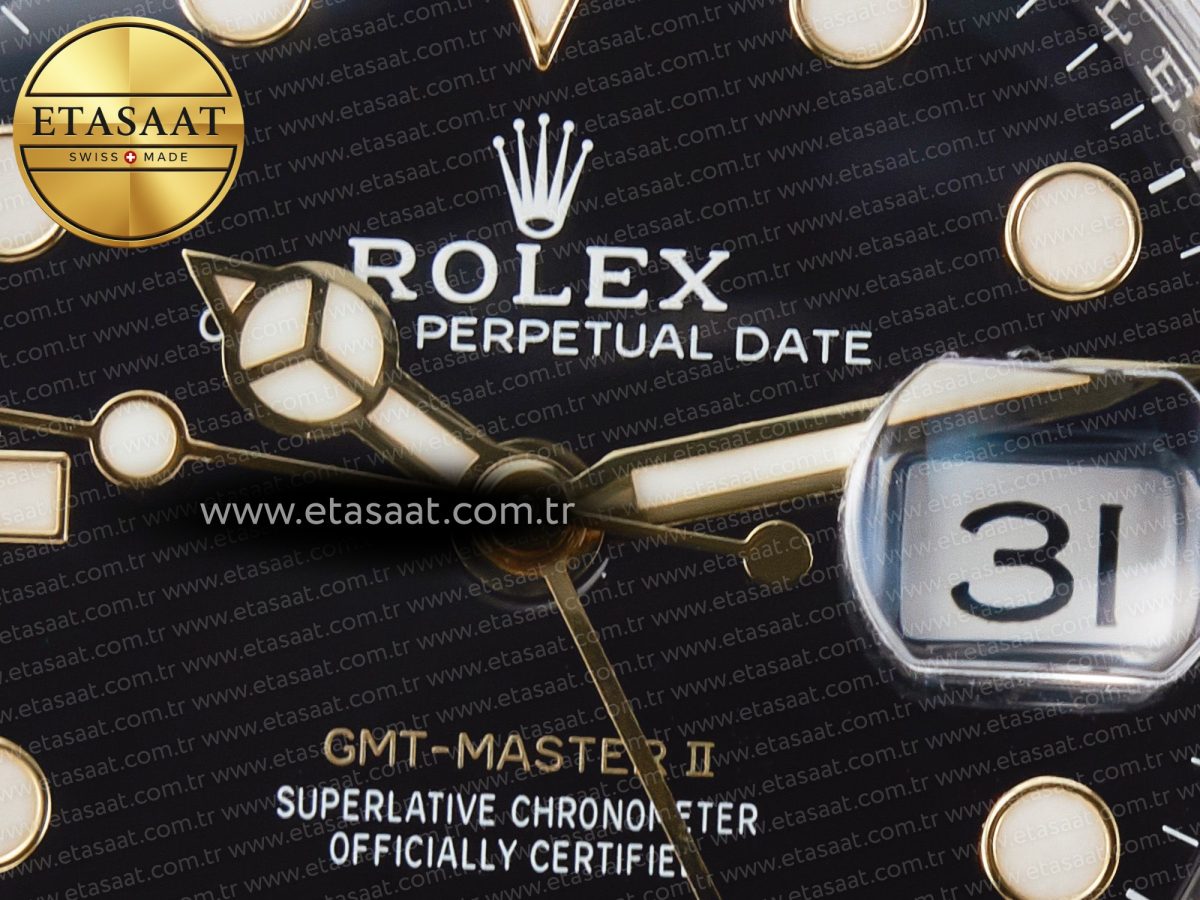 ETASAAT
SWISS MADE
ROLEX
PERPETUAL DATE
www.etasaat.com.tr
31
GMT-MASTER II
SUPERLATIVE CHRONOMETER
OFFICIALLY CERTIFIED